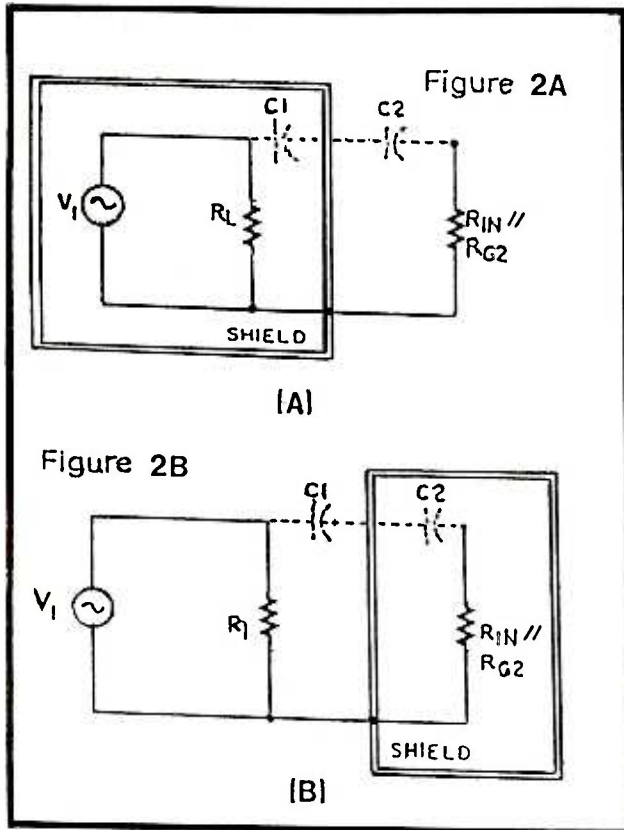 Figure 2A
C1
C2
V1
RL
RIN//
RG2
SHIELD
(A)
Figure 2B
C1
C2
V1
R1
RIN//
RG2
SHIELD
(B)